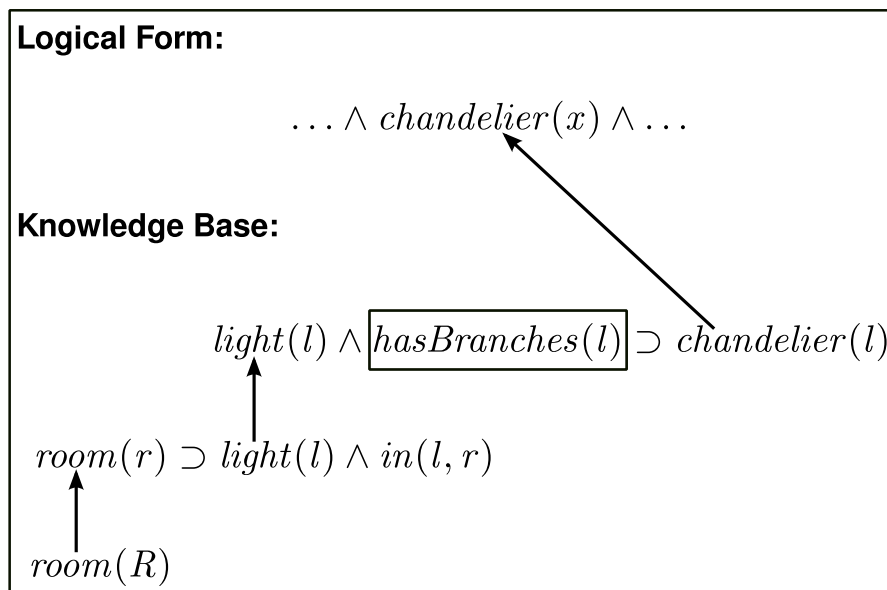 Logical Form:
… ∧ chandelier(x) ∧ …
Knowledge Base:
light(l) ∧ hasBranches(l) ⊃ chandelier(l)
room(r) ⊃ light(l) ∧ in(l, r)
room(R)